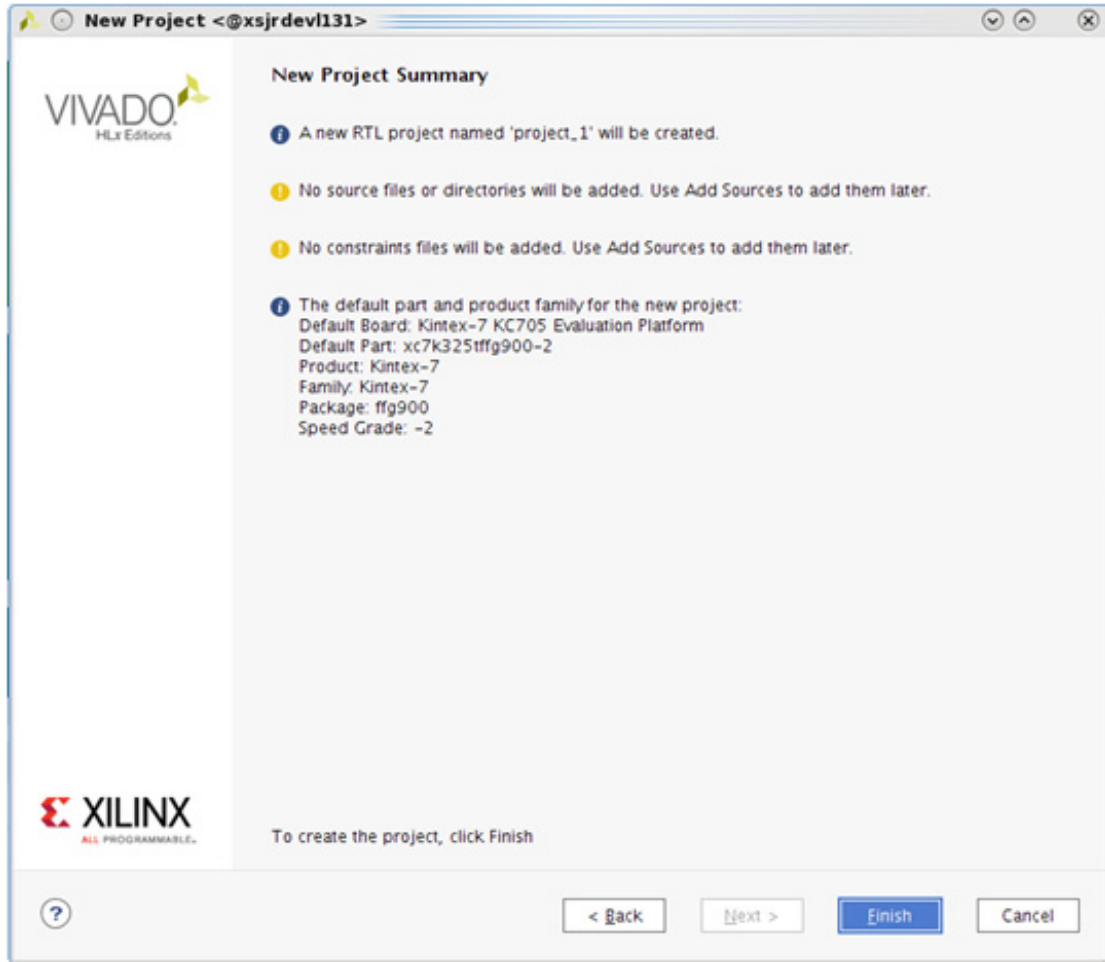 New Project <@xsjrdevl131>
New Project Summary
VIVADO.
HLx Editions
A new RTL project named 'project_1' will be created.
No source files or directories will be added. Use Add Sources to add them later.
No constraints files will be added. Use Add Sources to add them later.
The default part and product family for the new project:
Default Board: Kintex-7 KC705 Evaluation Platform
Default Part: xc7k325tffg900-2
Product: Kintex-7
Family: Kintex-7
Package: ffg900
Speed Grade: -2
XILINX
ALL PROGRAMMABLE.
To create the project, click Finish
?
< Back
Next >
Finish
Cancel